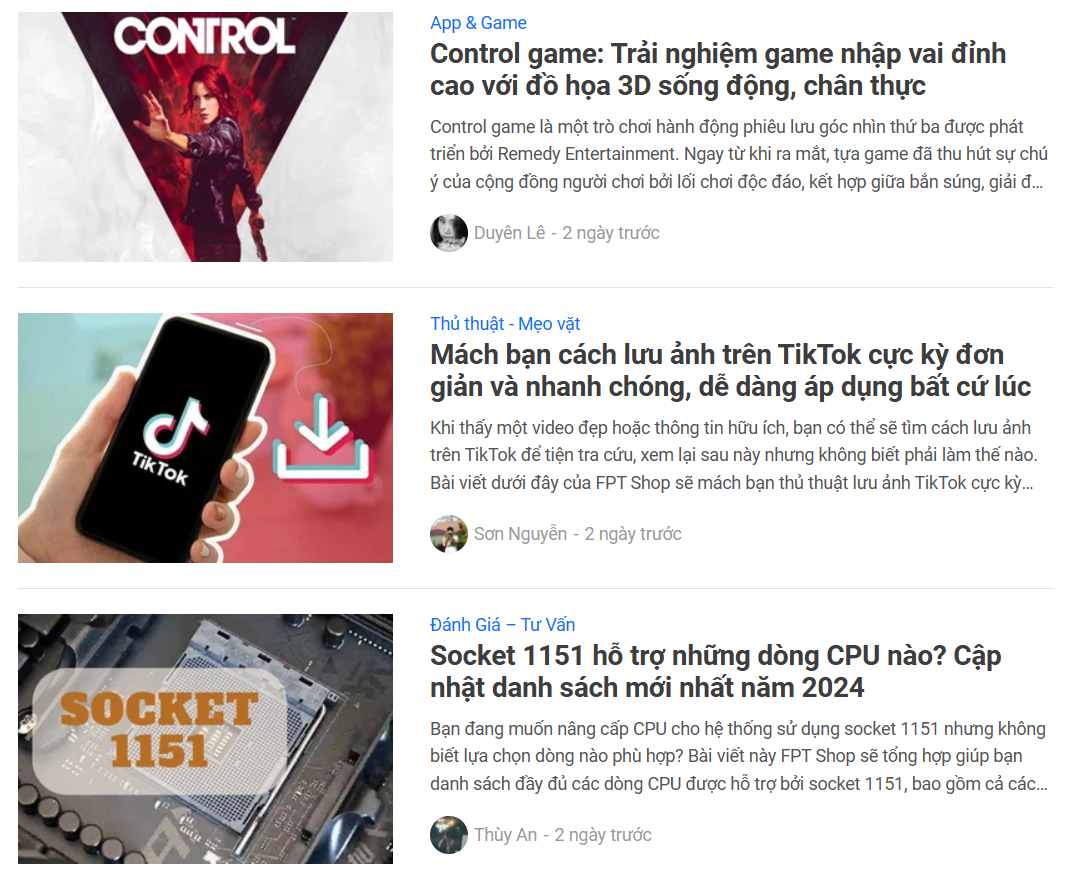 CONTROL
App & Game
Control game: Trải nghiệm game nhập vai đỉnh
cao với đồ họa 3D sống động, chân thực
Control game là một trò chơi hành động phiêu lưu góc nhìn thứ ba được phát
triển bởi Remedy Entertainment. Ngay từ khi ra mắt, tựa game đã thu hút sự chú
ý của cộng đồng người chơi bởi lối chơi độc đáo, kết hợp giữa bắn súng, giải đ...
Duyên Lê - 2 ngày trước
TikTok
Thủ thuật - Mẹo vặt
Mách bạn cách lưu ảnh trên TikTok cực kỳ đơn
giản và nhanh chóng, dễ dàng áp dụng bất cứ lúc
Khi thấy một video đẹp hoặc thông tin hữu ích, bạn có thể sẽ tìm cách lưu ảnh
trên TikTok để tiện tra cứu, xem lại sau này nhưng không biết phải làm thế nào.
Bài viết dưới đây của FPT Shop sẽ mách bạn thủ thuật lưu ảnh TikTok cực kỳ...
Sơn Nguyễn - 2 ngày trước
SOCKET
1151
Đánh Giá – Tư Vấn
Socket 1151 hỗ trợ những dòng CPU nào? Cập
nhật danh sách mới nhất năm 2024
Bạn đang muốn nâng cấp CPU cho hệ thống sử dụng socket 1151 nhưng không
biết lựa chọn dòng nào phù hợp? Bài viết này FPT Shop sẽ tổng hợp giúp bạn
danh sách đầy đủ các dòng CPU được hỗ trợ bởi socket 1151, bao gồm cả các...
Thùy An - 2 ngày trước